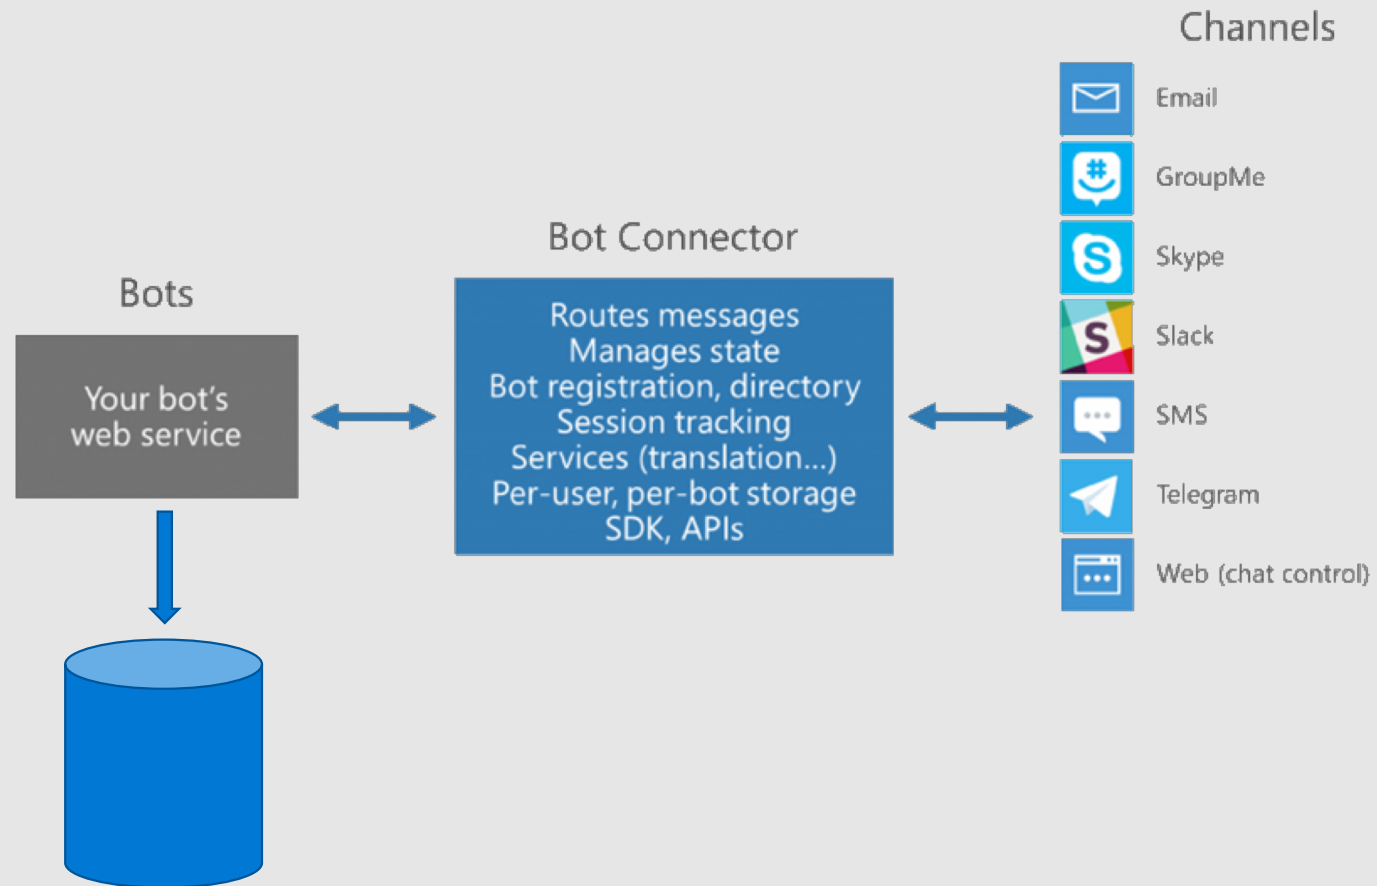 Channels
Email
GroupMe
Skype
Slack
SMS
Telegram
Web (chat control)
Bot Connector
Routes messages
Manages state
Bot registration, directory
Session tracking
Services (translation...)
Per-user, per-bot storage
SDK, APIs
Bots
Your bot's
web service